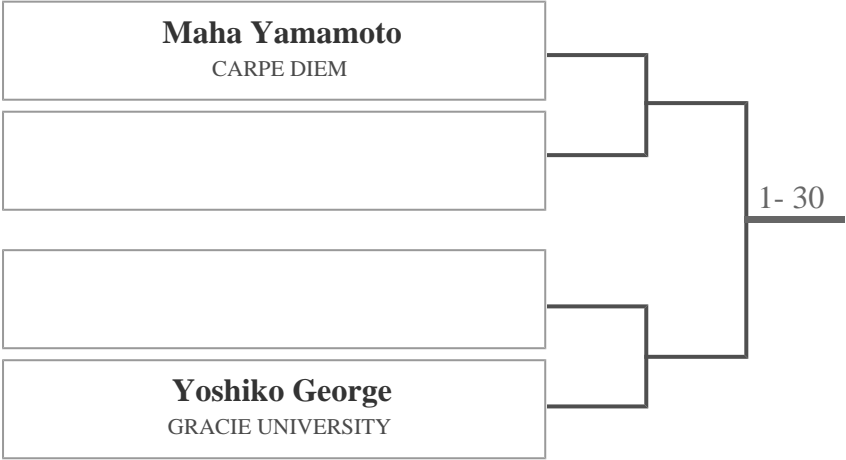 Maha Yamamoto
CARPE DIEM
1- 30
Yoshiko George
GRACIE UNIVERSITY